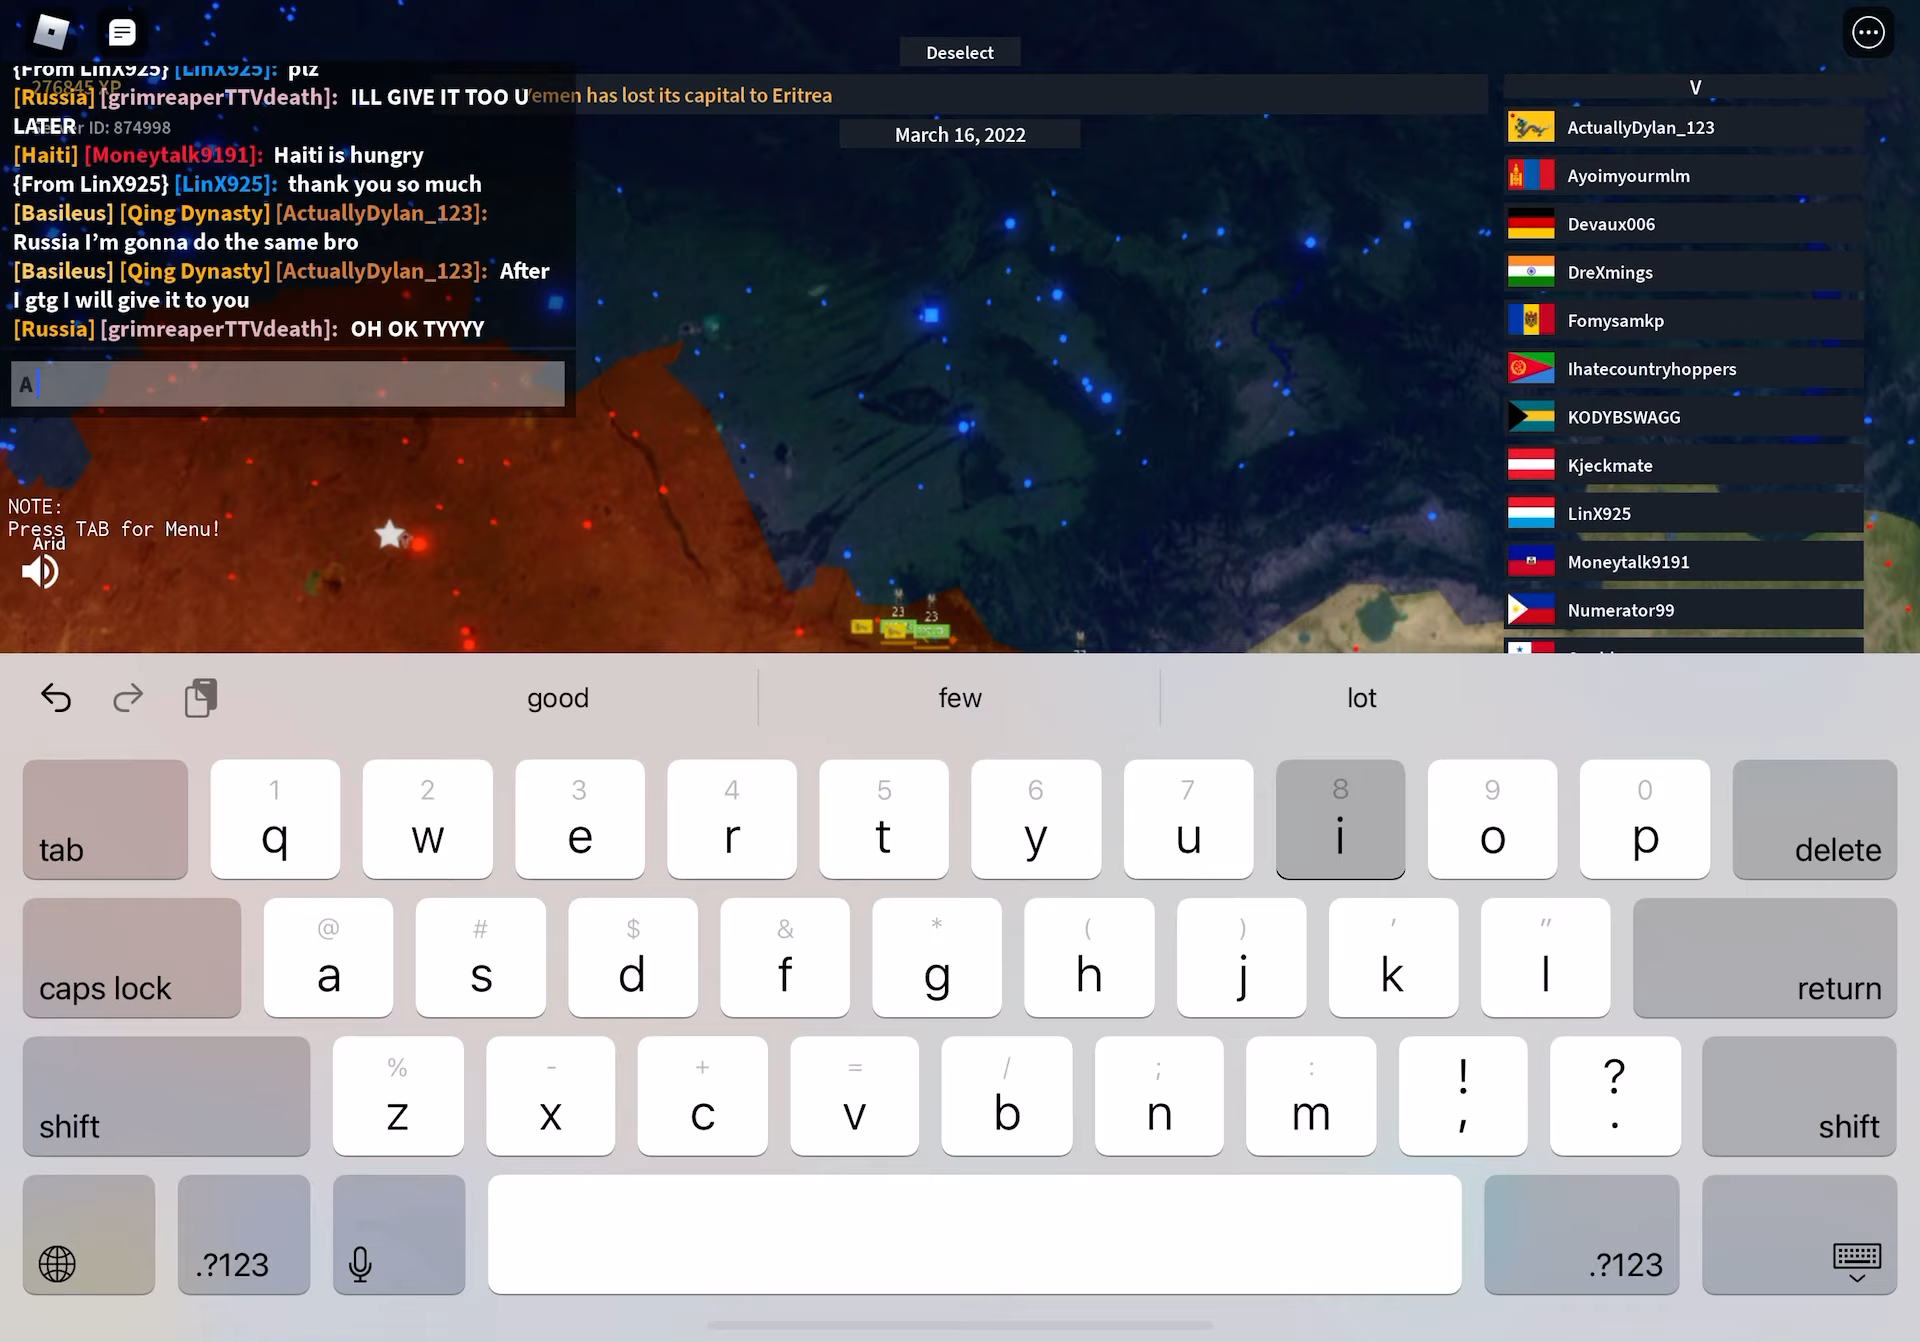 Deselect
{From LinX925} [LinX925]: plz
276845 XP
[Russia] [grimreaperTTVdeath]: ILL GIVE IT TOO U
LATER
emen has lost its capital to Eritrea
ID: 874998
March 16, 2022
[Haiti] [Moneytalk9191]: Haiti is hungry
{From LinX925} [LinX925]: thank you so much
[Basileus] [Qing Dynasty] [ActuallyDylan_123]:
Russia I’m gonna do the same bro
[Basileus] [Qing Dynasty] [ActuallyDylan_123]: After
I gtg I will give it to you
[Russia] [grimreaperTTVdeath]: OH OK TYYYY
A
NOTE:
Press TAB for Menu!
Arid
23
23
V
ActuallyDylan_123
Ayoimyourmlm
Devaux006
DreXmings
Fomysamkp
Ihatecountryhoppers
KODYBSWAGG
Kjeckmate
LinX925
Moneytalk9191
Numerator99
good few lot
1 2 3 4 5 6 7 8 9 0
tab q w e r t y u i o p delete
@ # $ & * ( ) ' "
caps lock a s d f g h j k l return
% - + = / ; : ! ?
shift z x c v b n m , . shift
.?123 .?123